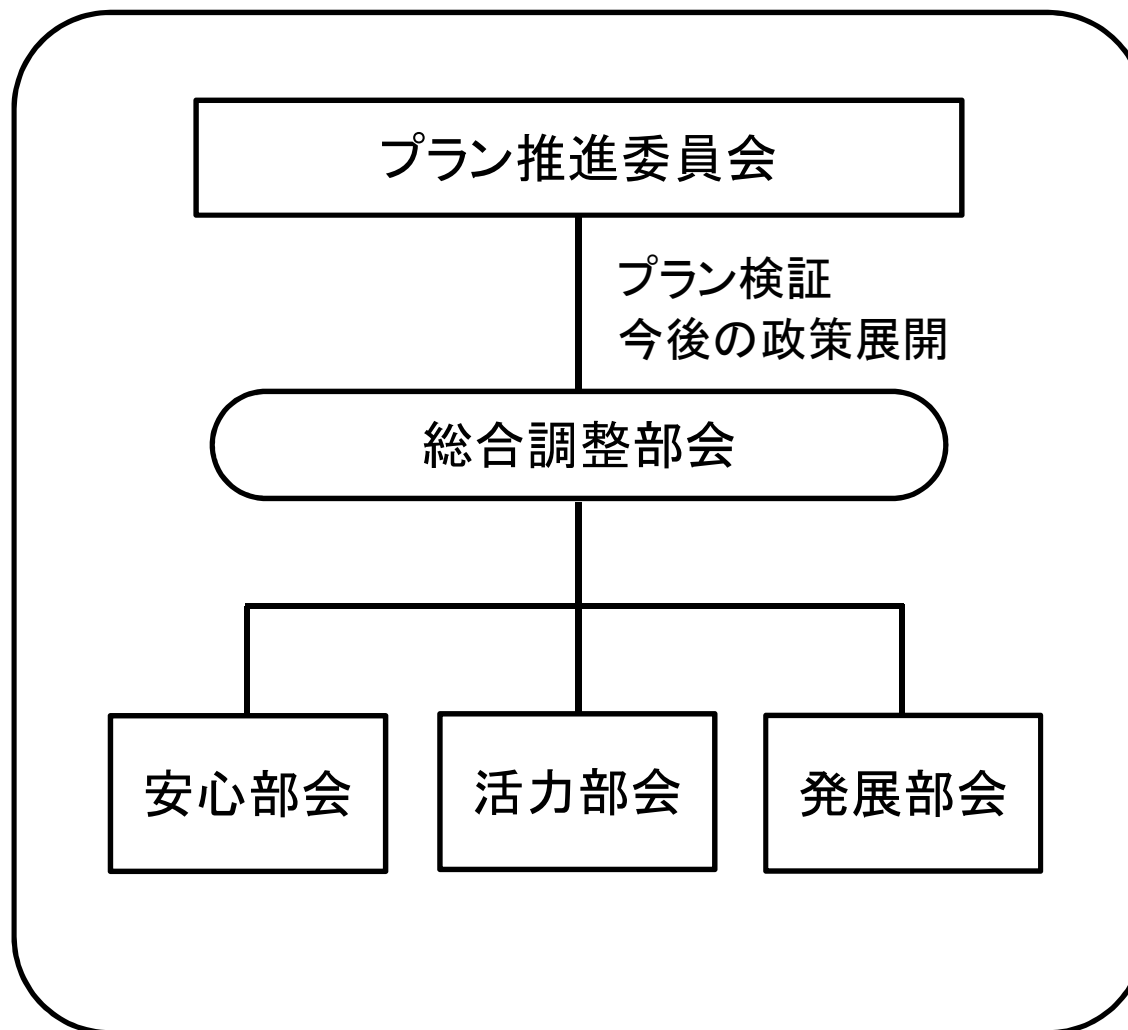 プラン推進委員会
プラン検証
今後の政策展開
総合調整部会
安心部会
活力部会
発展部会